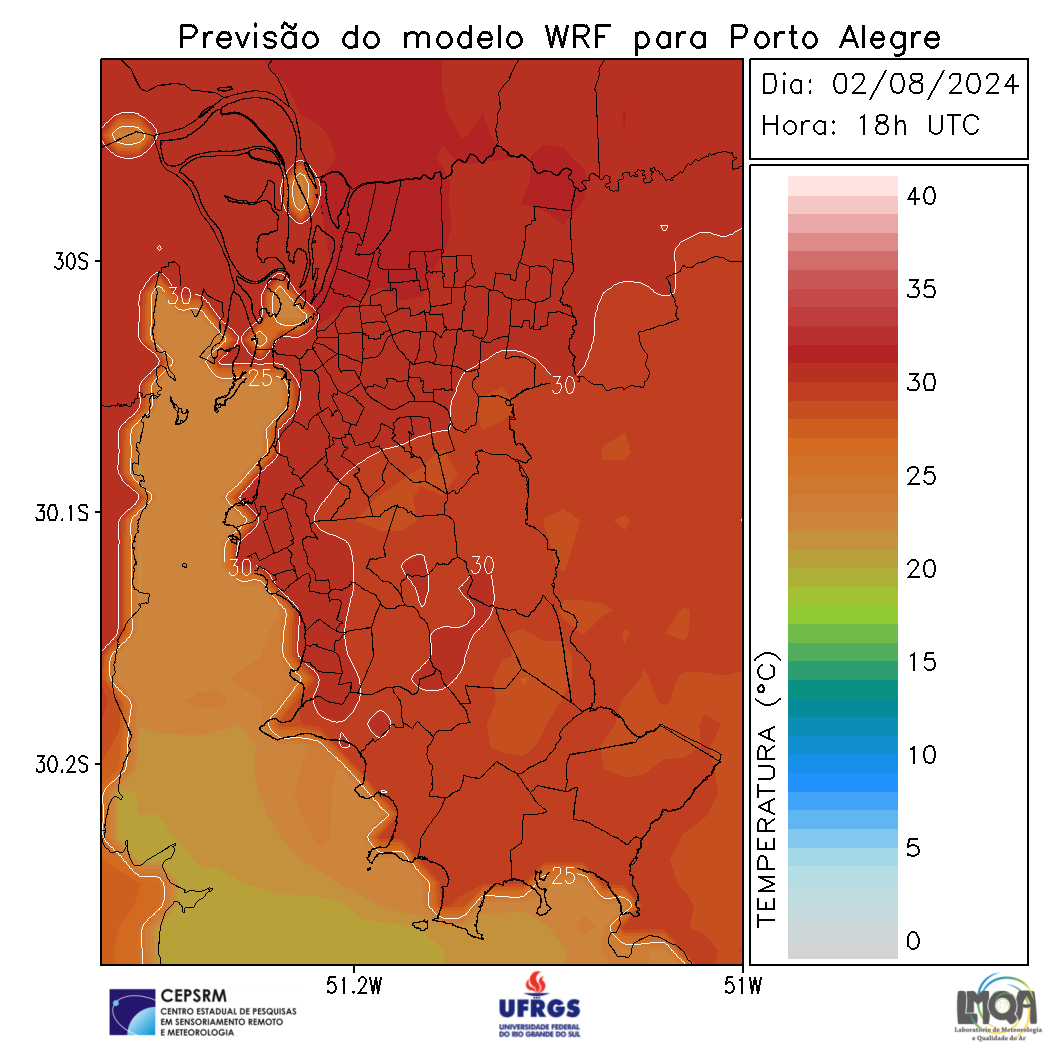 Previsão do modelo WRF para Porto Alegre
Dia: 02/08/2024
Hora: 18h UTC
40
35
30
25
20
15
10
5
0
TEMPERATURA (°C)
30S
30.1S
30.2S
51.2W
51W
30
25
30
30
30
25
CEPSRM
CENTRO ESTADUAL DE PESQUISAS
EM SENSORIAMENTO REMOTO
E METEOROLOGIA
UFRGS
UNIVERSIDADE FEDERAL
DO RIO GRANDE DO SUL
LMQA
Laboratório de Meteorologia
e Qualidade do Ar